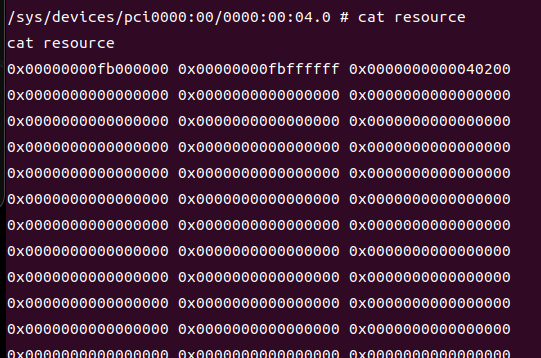 /sys/devices/pci0000:00/0000:00:04.0 # cat resource
cat resource
0x00000000fb000000 0x00000000fbffffff 0x0000000000040200
0x0000000000000000 0x0000000000000000 0x0000000000000000
0x0000000000000000 0x0000000000000000 0x0000000000000000
0x0000000000000000 0x0000000000000000 0x0000000000000000
0x0000000000000000 0x0000000000000000 0x0000000000000000
0x0000000000000000 0x0000000000000000 0x0000000000000000
0x0000000000000000 0x0000000000000000 0x0000000000000000
0x0000000000000000 0x0000000000000000 0x0000000000000000
0x0000000000000000 0x0000000000000000 0x0000000000000000
0x0000000000000000 0x0000000000000000 0x0000000000000000
0x0000000000000000 0x0000000000000000 0x0000000000000000
0x0000000000000000 0x0000000000000000 0x0000000000000000